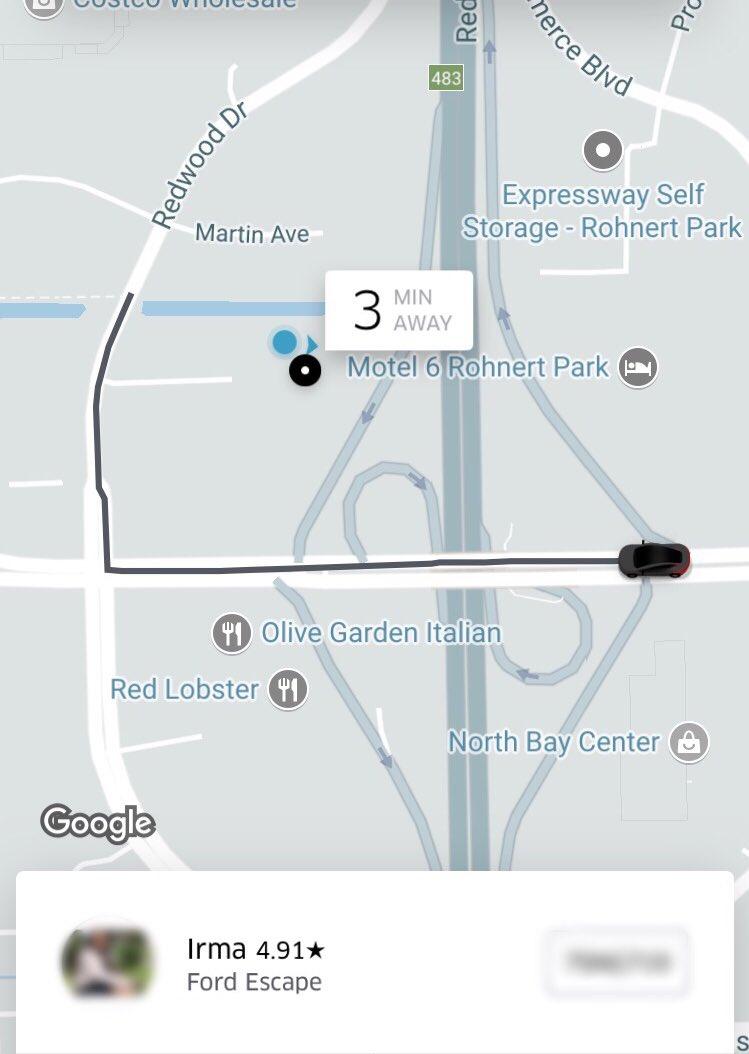 Costco Wholesale
Red
merce Blvd
Pro
483
Redwood Dr
Expressway Self
Storage - Rohnert Park
Martin Ave
3 MIN
AWAY
Motel 6 Rohnert Park
Olive Garden Italian
Red Lobster
North Bay Center
Google
Irma 4.91★
Ford Escape
s